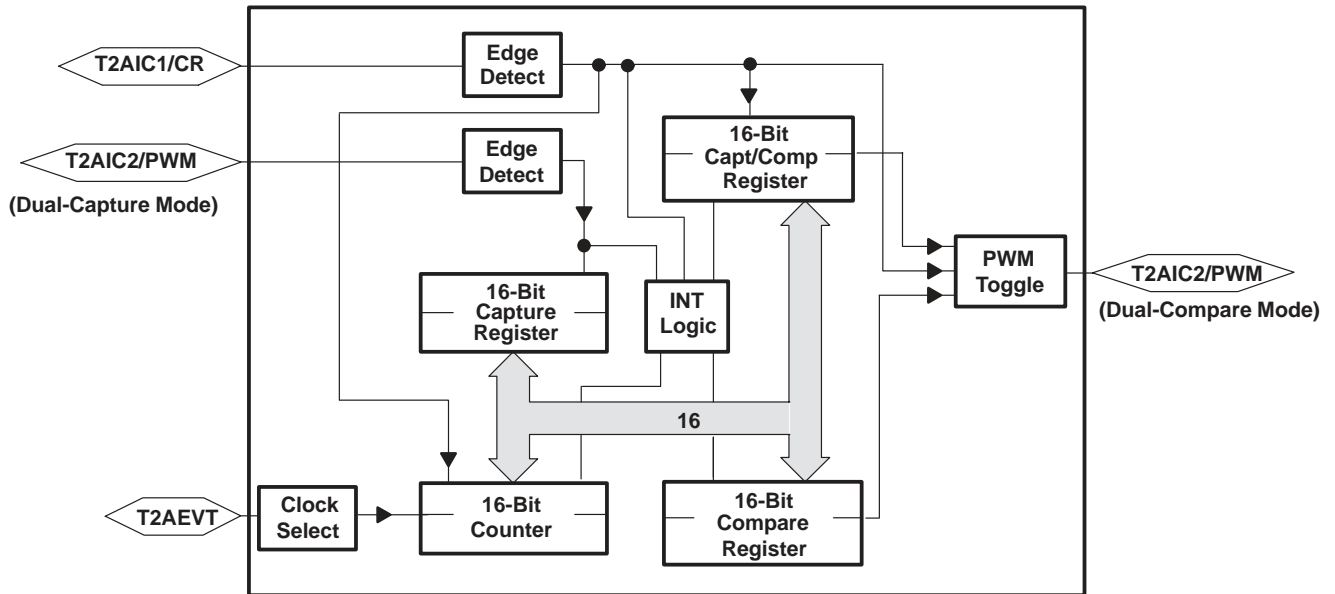 T2AIC1/CR
Edge
Detect
T2AIC2/PWM
(Dual-Capture Mode)
Edge
Detect
16-Bit
Capt/Comp
Register
16-Bit
Capture
Register
INT
Logic
PWM
Toggle
T2AIC2/PWM
(Dual-Compare Mode)
16
T2AEVT
Clock
Select
16-Bit
Counter
16-Bit
Compare
Register